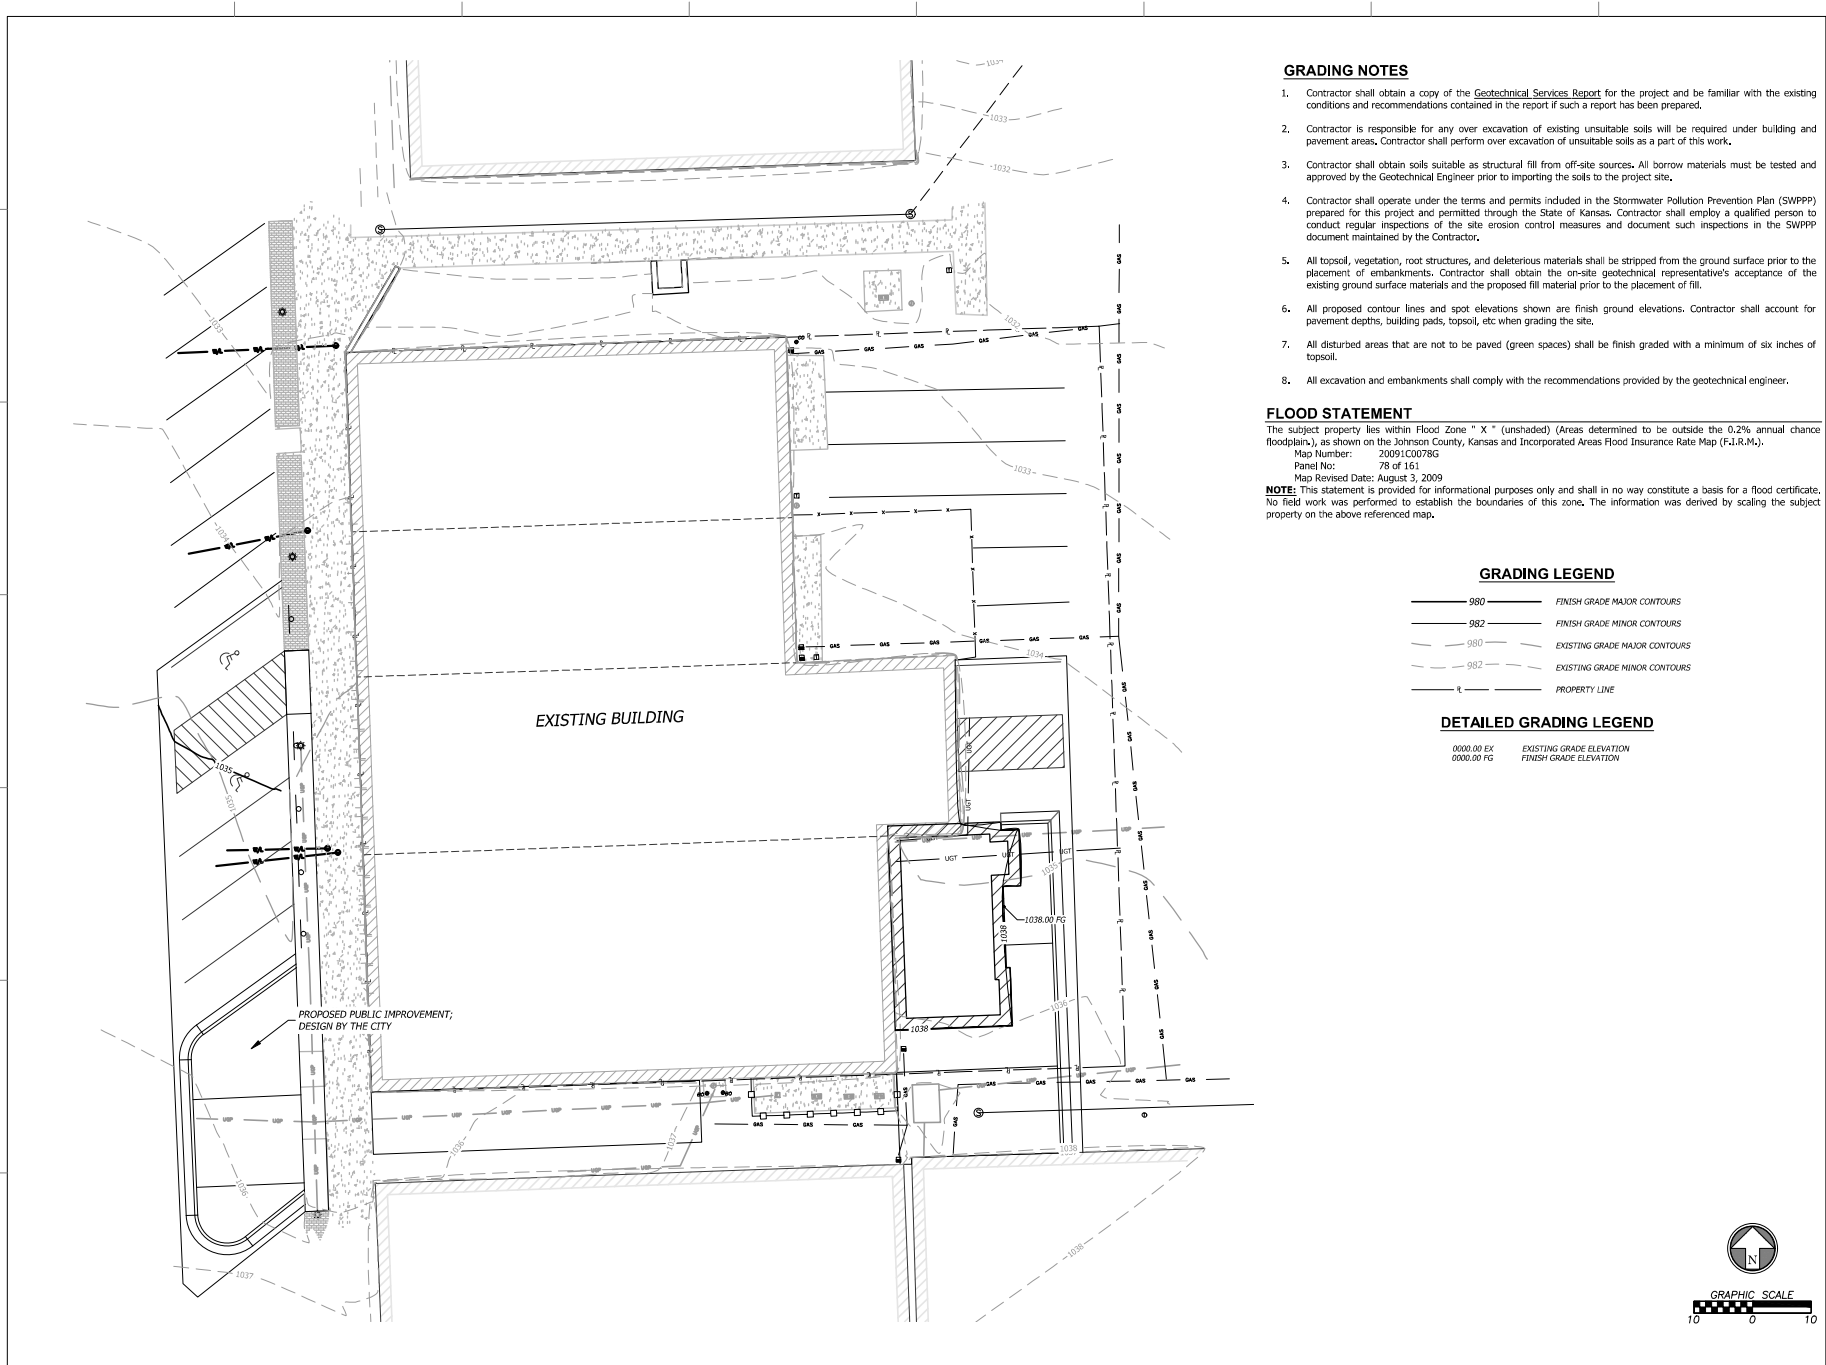 GRADING NOTES
1. Contractor shall obtain a copy of the Geotechnical Services Report for the project and be familiar with the existing
conditions and recommendations contained in the report if such a report has been prepared.
2. Contractor is responsible for any over excavation of existing unsuitable soils will be required under building and
pavement areas. Contractor shall perform over excavation of unsuitable soils as a part of this work.
3. Contractor shall obtain soils suitable as structural fill from off-site sources. All borrow materials must be tested and
approved by the Geotechnical Engineer prior to importing the soils to the project site.
4. Contractor shall operate under the terms and permits included in the Stormwater Pollution Prevention Plan (SWPPP)
prepared for this project and permitted through the State of Kansas. Contractor shall employ a qualified person to
conduct regular inspections of the site erosion control measures and document such inspections in the SWPPP
document maintained by the Contractor.
5. All topsoil, vegetation, root structures, and deleterious materials shall be stripped from the ground surface prior to the
placement of embankments. Contractor shall obtain the on-site geotechnical representative's acceptance of the
existing ground surface materials and the proposed fill material prior to the placement of fill.
6. All proposed contour lines and spot elevations shown are finish ground elevations. Contractor shall account for
pavement depths, building pads, topsoil, etc when grading the site.
7. All disturbed areas that are not to be paved (green spaces) shall be finish graded with a minimum of six inches of
topsoil.
8. All excavation and embankments shall comply with the recommendations provided by the geotechnical engineer.
FLOOD STATEMENT
The subject property lies within Flood Zone " X " (unshaded) (Areas determined to be outside the 0.2% annual chance
floodplain.), as shown on the Johnson County, Kansas and Incorporated Areas Flood Insurance Rate Map (F.I.R.M.).
Map Number: 20091C0078G
Panel No: 78 of 161
Map Revised Date: August 3, 2009
NOTE: This statement is provided for informational purposes only and shall in no way constitute a basis for a flood certificate.
No field work was performed to establish the boundaries of this zone. The information was derived by scaling the subject
property on the above referenced map.
GRADING LEGEND
980 FINISH GRADE MAJOR CONTOURS
982 FINISH GRADE MINOR CONTOURS
980 EXISTING GRADE MAJOR CONTOURS
982 EXISTING GRADE MINOR CONTOURS
PROPERTY LINE
DETAILED GRADING LEGEND
0000.00 EX EXISTING GRADE ELEVATION
0000.00 FG FINISH GRADE ELEVATION
1034
1033
1032
1033
1032
1033
1034
1034
EXISTING BUILDING
1035
1035
UGT
UGT
UGT
UGT
1035
1038.00 FG
1038
1036
1038
PROPOSED PUBLIC IMPROVEMENT;
DESIGN BY THE CITY
1036
1037
1038
1036
1037
1038
GAS
GAS
GAS
GAS
UGP
UGP
UGP
N
GRAPHIC SCALE
10 0 10